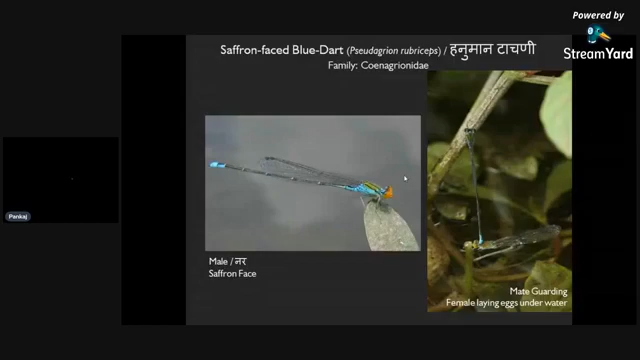 Powered by
StreamYard
Saffron-faced Blue-Dart (Pseudagrion rubriceps) / हनुमान टाचणी
Family: Coenagrionidae
Pankaj
Male / नर
Saffron Face
Mate Guarding
Female laying eggs under water